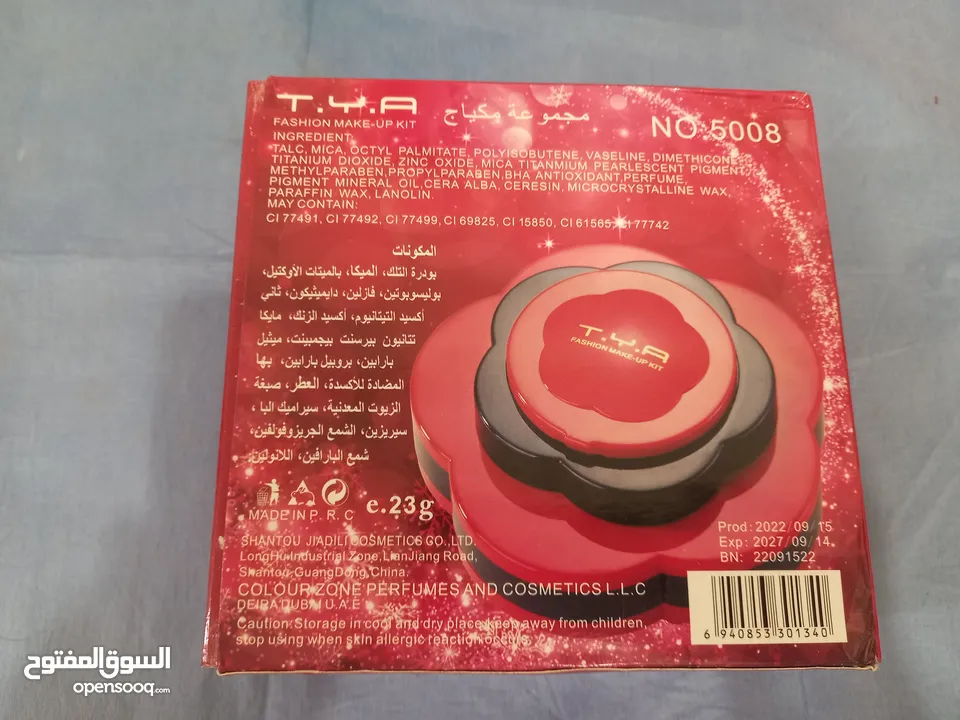 T.Y.A
FASHION MAKE-UP KIT
مجموعة مكياج
NO.5008
INGREDIENT:
TALC, MICA, OCTYL PALMITATE, POLYISOBUTENE, VASELINE, DIMETHICONE,
TITANIUM DIOXIDE, ZINC OXIDE, MICA TITANMIUM PEARLESCENT PIGMENT,
METHYLPARABEN,PROPYLPARABEN,BHA ANTIOXIDANT,PERFUME,
PIGMENT MINERAL OIL,CERA ALBA, CERESIN, MICROCRYSTALLINE WAX,
PARAFFIN WAX, LANOLIN.
MAY CONTAIN:
CI 77491, CI 77492, CI 77499, CI 69825, CI 15850, CI 61565, CI 77742
المكونات
بودرة التلك، الميكا، بالميتات الأوكتيل،
بوليسوبوتين، فازلين، دايميثيكون، ثاني
أكسيد التيتانيوم، أكسيد الزنك، مايكا
تتانيون بيرسنت بيجمينت، ميثيل
بارابين، بروبيل بارابين، بها
المضادة للأكسدة، العطر، صبغة
الزيوت المعدنية، سيراميك البا،
سيريزين، الشمع الجريزوفولفين،
شمع البارافين، اللانولين
T.Y.A
FASHION MAKE-UP KIT
MADE IN P. R. C
e.23g
SHANTOU JIADILI COSMETICS CO.,LTD.
LongHu-Industrial Zone,LianJiang Road,
Shantou,GuangDong,China.
COLOUR ZONE PERFUMES AND COSMETICS L.L.C
DEIRA DUBAI U.A.E
Caution:Storage in cool and dry place,keep away from children,
stop using when skin allergic reaction occurs.
Prod: 2022/09/15
Exp: 2027/09/14
BN: 22091522
6 940853 301340
السوق المفتوح
opensooq.com